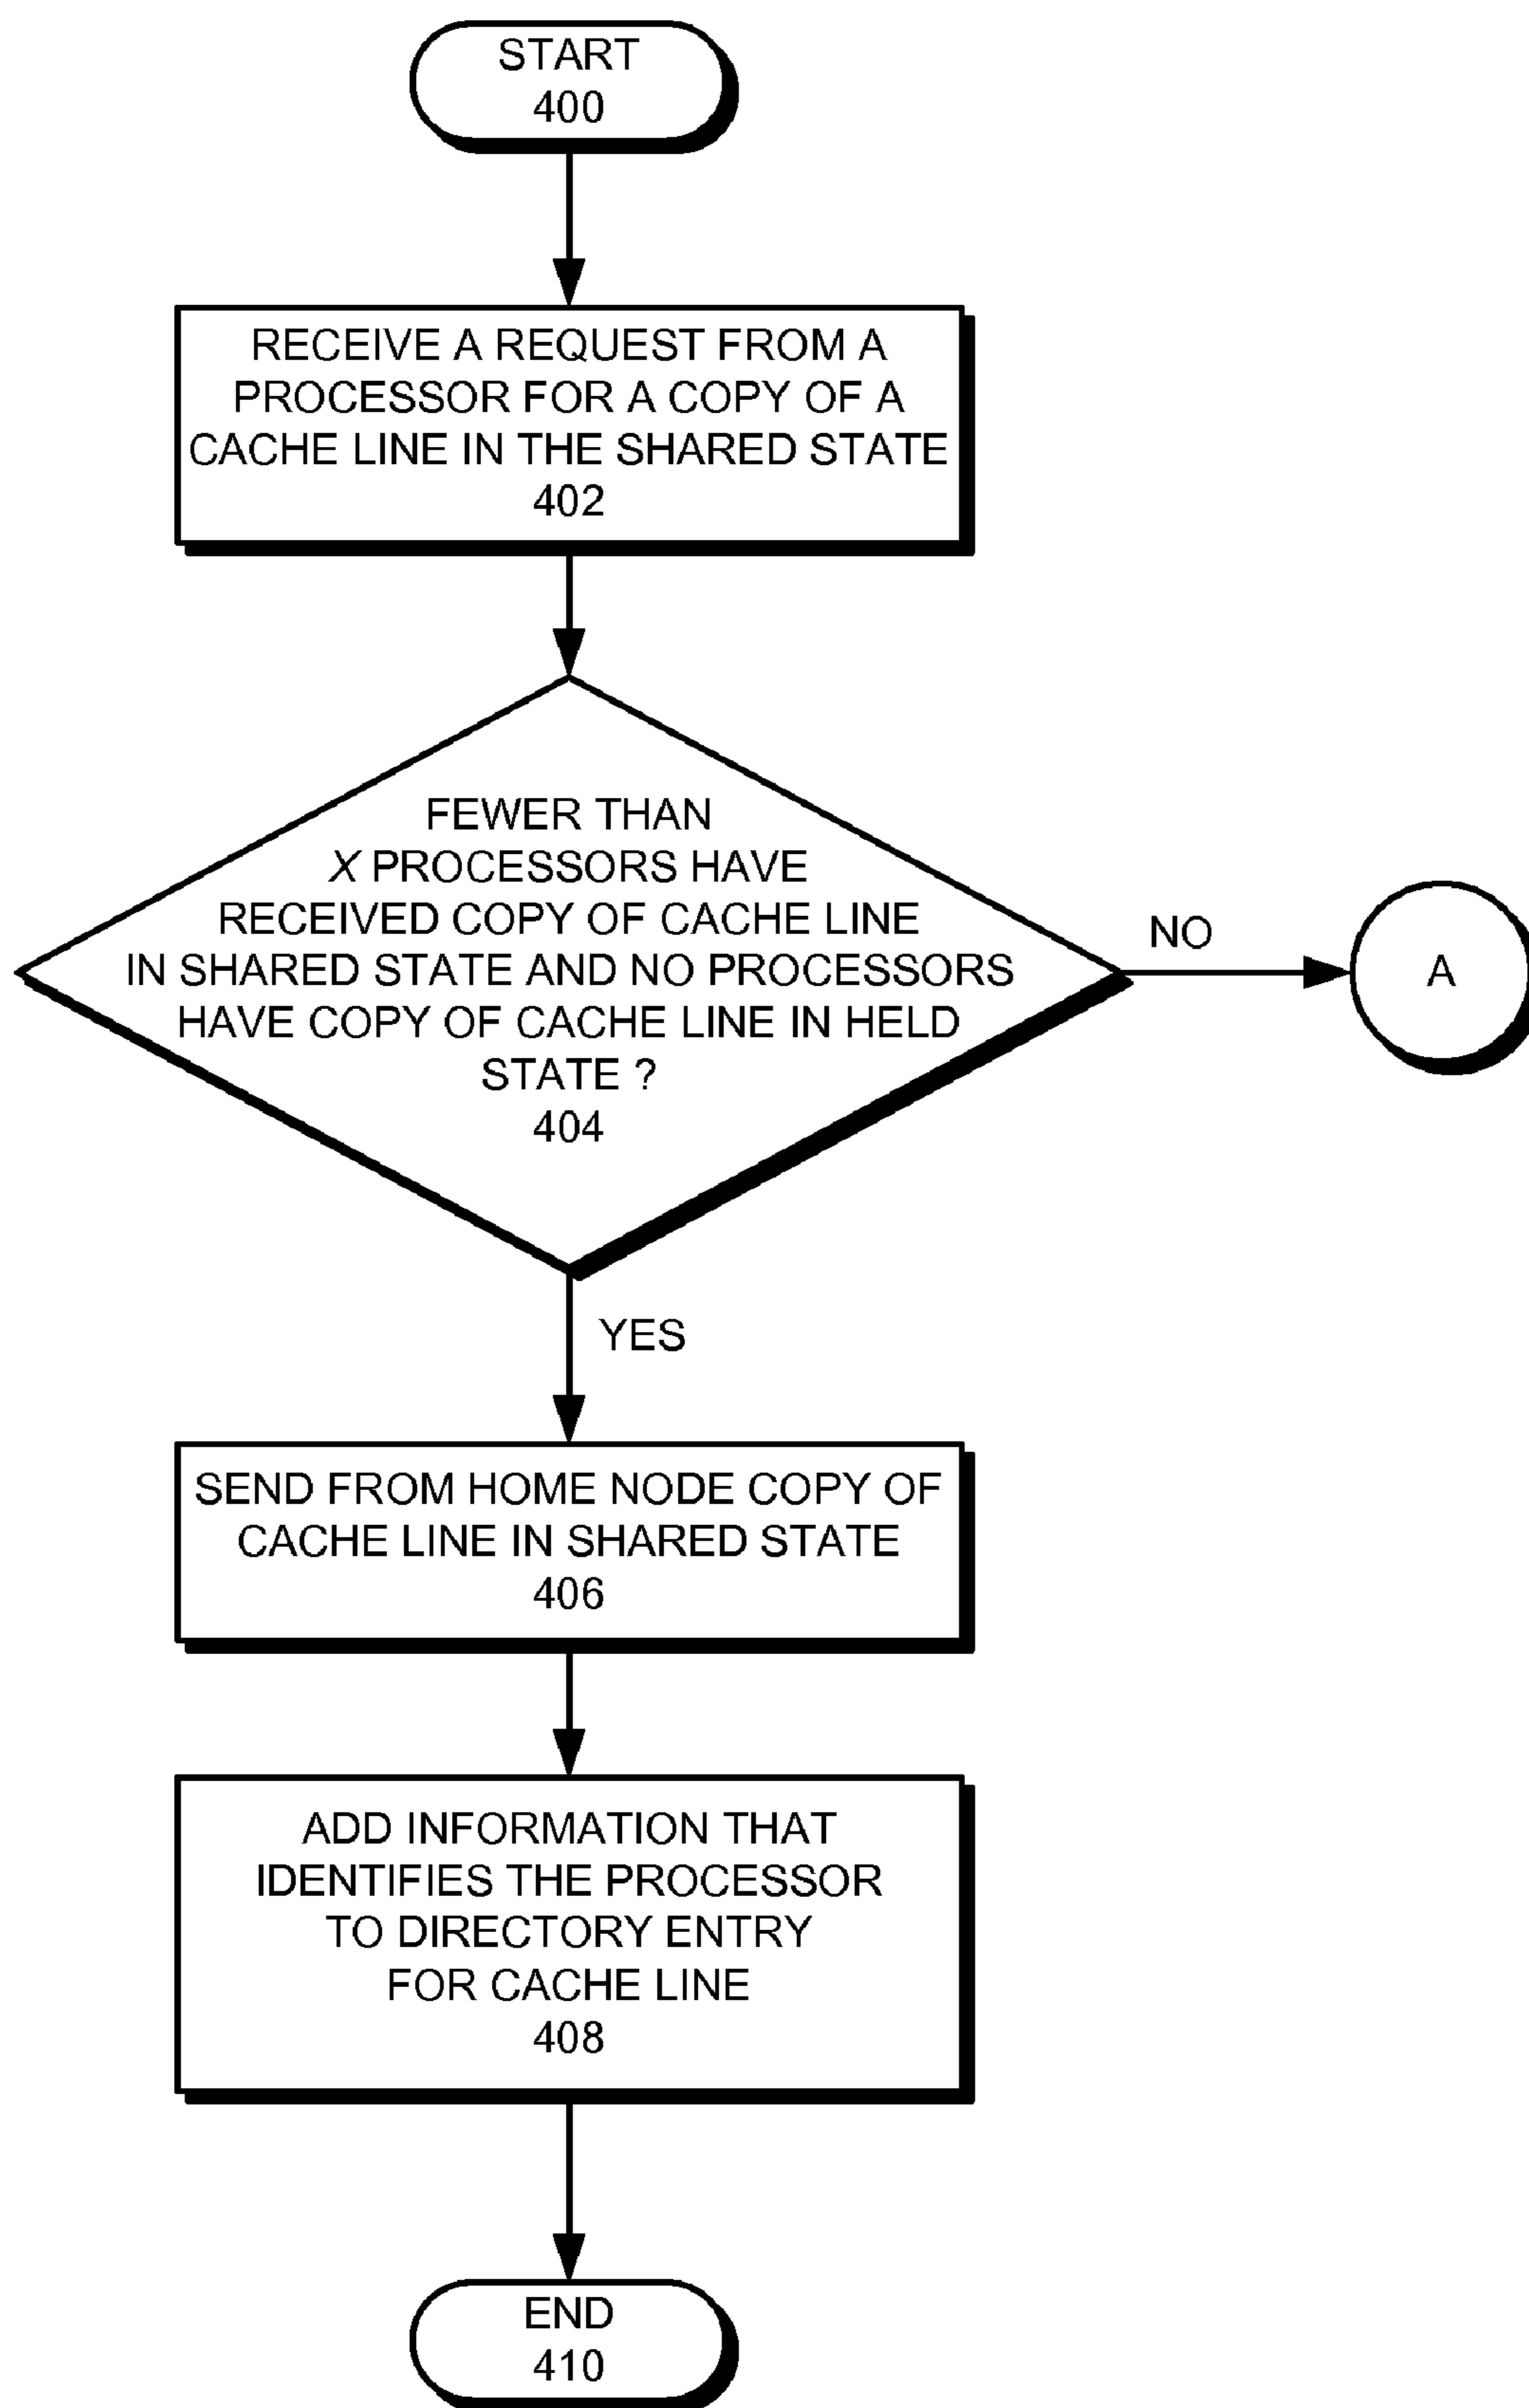 START
400
RECEIVE A REQUEST FROM A
PROCESSOR FOR A COPY OF A
CACHE LINE IN THE SHARED STATE
402
FEWER THAN
X PROCESSORS HAVE
RECEIVED COPY OF CACHE LINE
IN SHARED STATE AND NO PROCESSORS
HAVE COPY OF CACHE LINE IN HELD
STATE ?
404
NO
A
YES
SEND FROM HOME NODE COPY OF
CACHE LINE IN SHARED STATE
406
ADD INFORMATION THAT
IDENTIFIES THE PROCESSOR
TO DIRECTORY ENTRY
FOR CACHE LINE
408
END
410